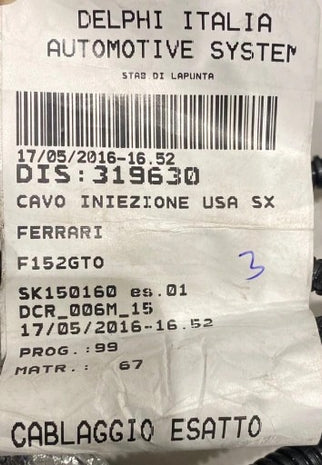 DELPHI ITALIA
AUTOMOTIVE SYSTEM
STAB.DI LAPUNTA
17/05/2016-16.52
DIS:319630
CAVO INIEZIONE USA SX
FERRARI
F152GTO
3
SK150160 es.01
DCR_006M_15
17/05/2016-16.52
PROG.:99
MATR.: 67
CABLAGGIO ESATTO